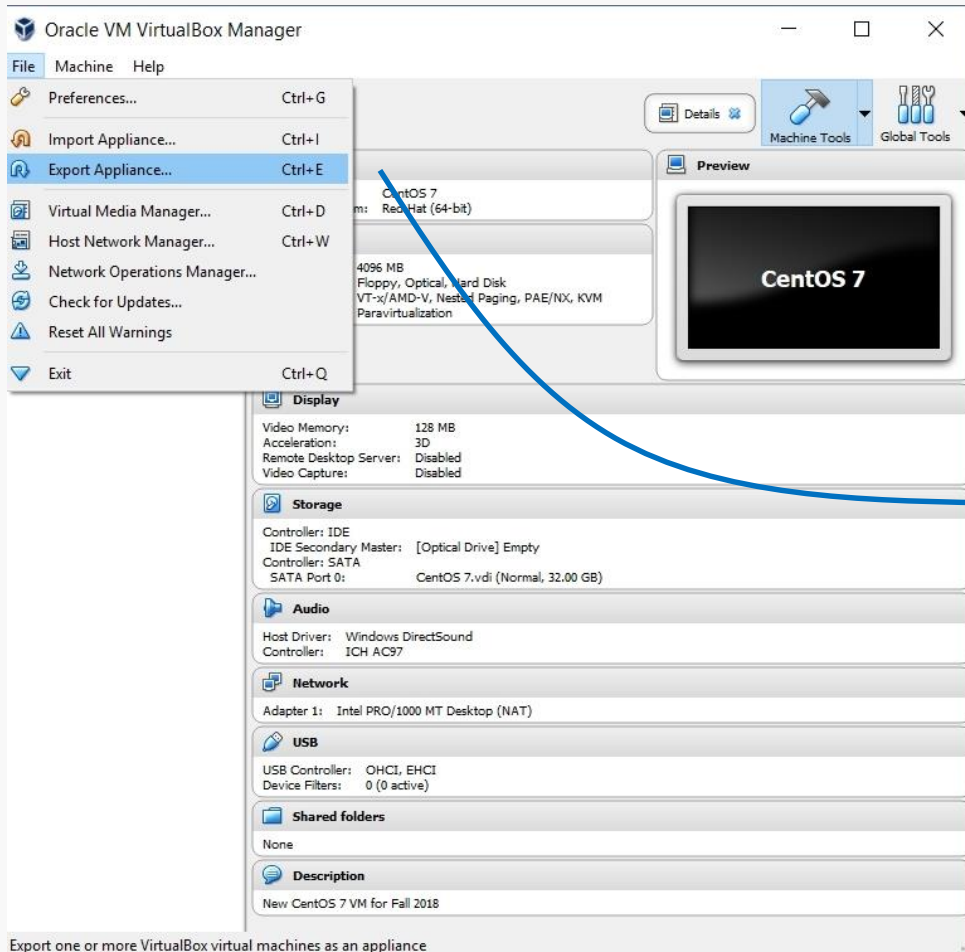 Oracle VM VirtualBox Manager
File Machine Help
Preferences... Ctrl+G
Import Appliance... Ctrl+I
Export Appliance... Ctrl+E
Virtual Media Manager... Ctrl+D
Host Network Manager... Ctrl+W
Network Operations Manager...
Check for Updates...
Reset All Warnings
Exit Ctrl+Q
Details
Machine Tools
Global Tools
CentOS 7
m: Red Hat (64-bit)
4096 MB
Floppy, Optical, Hard Disk
VT-x/AMD-V, Nested Paging, PAE/NX, KVM
Paravirtualization
Preview
CentOS 7
Display
Video Memory: 128 MB
Acceleration: 3D
Remote Desktop Server: Disabled
Video Capture: Disabled
Storage
Controller: IDE
IDE Secondary Master: [Optical Drive] Empty
Controller: SATA
SATA Port 0: CentOS 7.vdi (Normal, 32.00 GB)
Audio
Host Driver: Windows DirectSound
Controller: ICH AC97
Network
Adapter 1: Intel PRO/1000 MT Desktop (NAT)
USB
USB Controller: OHCI, EHCI
Device Filters: 0 (0 active)
Shared folders
None
Description
New CentOS 7 VM for Fall 2018
Export one or more VirtualBox virtual machines as an appliance